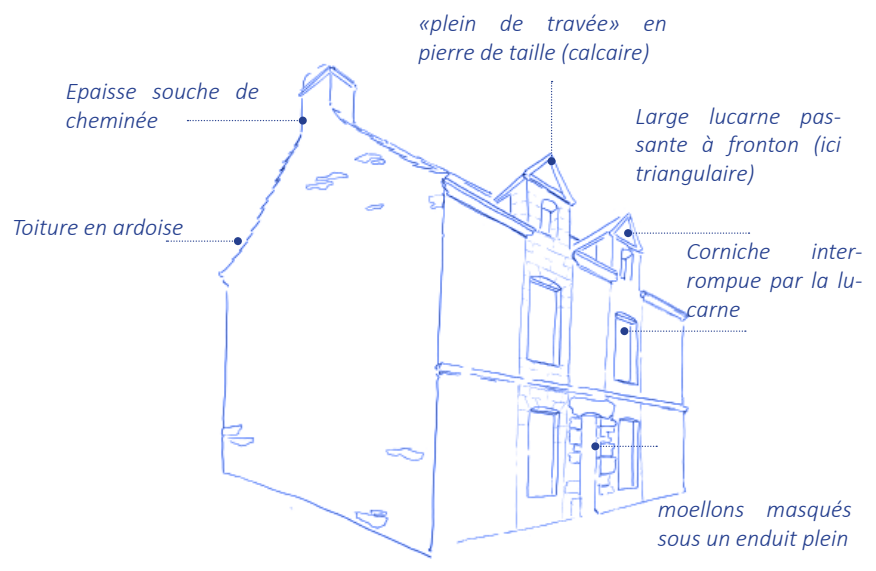 «plein de travée» en
pierre de taille (calcaire)
Epaisse souche de
cheminée
Large lucarne pas-
sante à fronton (ici
triangulaire)
Toiture en ardoise
Corniche inter-
rompue par la lu-
carne
moellons masqués
sous un enduit plein